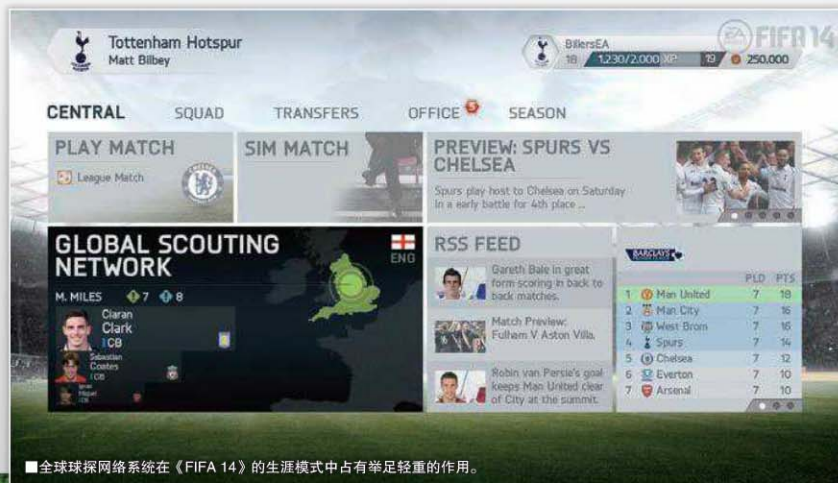 Tottenham Hotspur
Matt Bilbey
BillersEA
18 1.230/2.000 XP 19 250.000
EA FIFA 14
CENTRAL SQUAD TRANSFERS OFFICE 5 SEASON
PLAY MATCH
League Match
SIM MATCH
PREVIEW: SPURS VS
CHELSEA
Spurs play host to Chelsea on Saturday
In a early battle for 4th place ...
GLOBAL SCOUTING
NETWORK
ENG
M. MILES 7 8
Ciaran
Clark
CB
Sebastian
Coates
CB
Ignasi
Miquel
CB
RSS FEED
Gareth Bale in great
form scoring in back to
back matches.
Match Preview:
Fulham V Aston Villa.
Robin van Persie's goal
keeps Man United clear
of City at the summit.
BARCLAYS
PLD PTS
1 Man United 7 18
2 Man City 7 16
3 West Brom 7 16
4 Spurs 7 14
5 Chelsea 7 12
6 Everton 7 10
7 Arsenal 7 10
■全球球探网络系统在《FIFA 14》的生涯模式中占有举足轻重的作用。